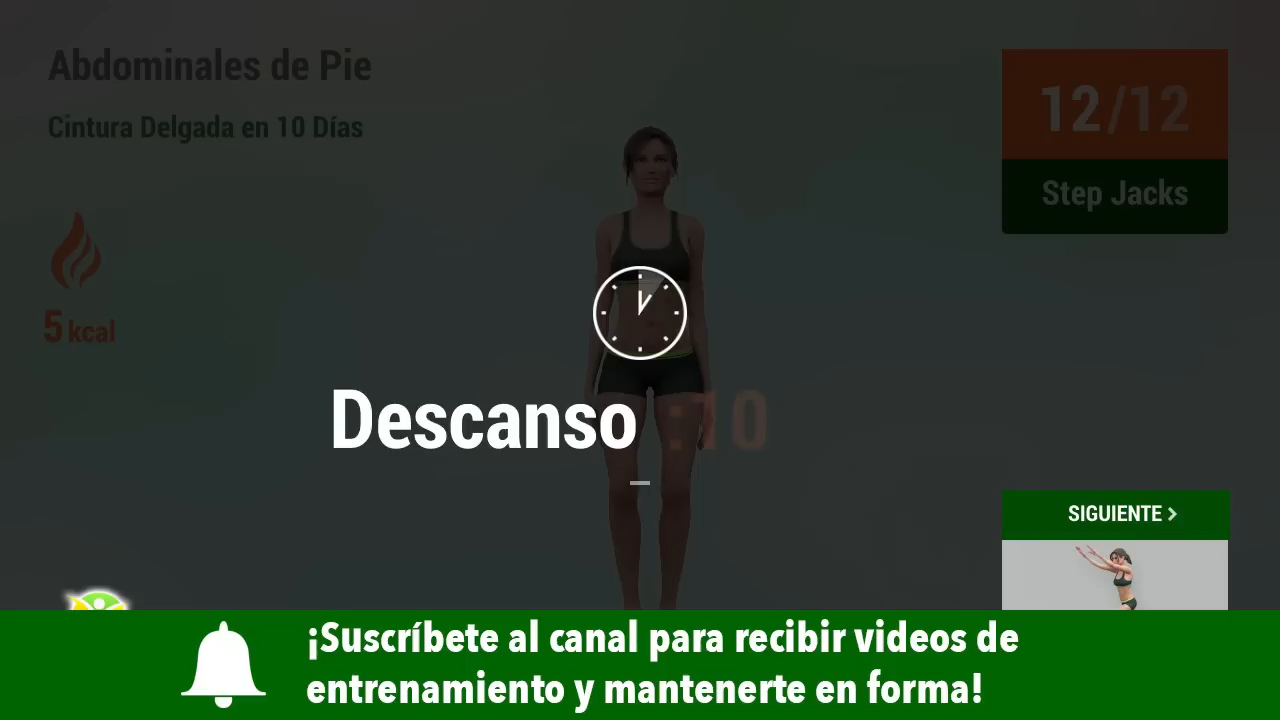 Abdominales de Pie
Cintura Delgada en 10 Días
12/12
Step Jacks
5 kcal
Descanso :10
SIGUIENTE >
¡Suscríbete al canal para recibir videos de
entrenamiento y mantenerte en forma!